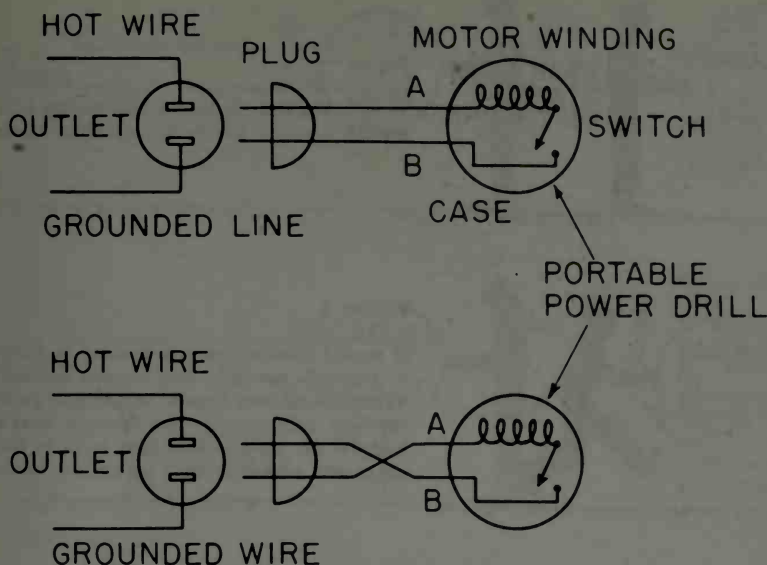 HOT WIRE
PLUG
MOTOR WINDING
A
OUTLET
SWITCH
B
CASE
GROUNDED LINE
PORTABLE
POWER DRILL
HOT WIRE
A
OUTLET
B
GROUNDED WIRE